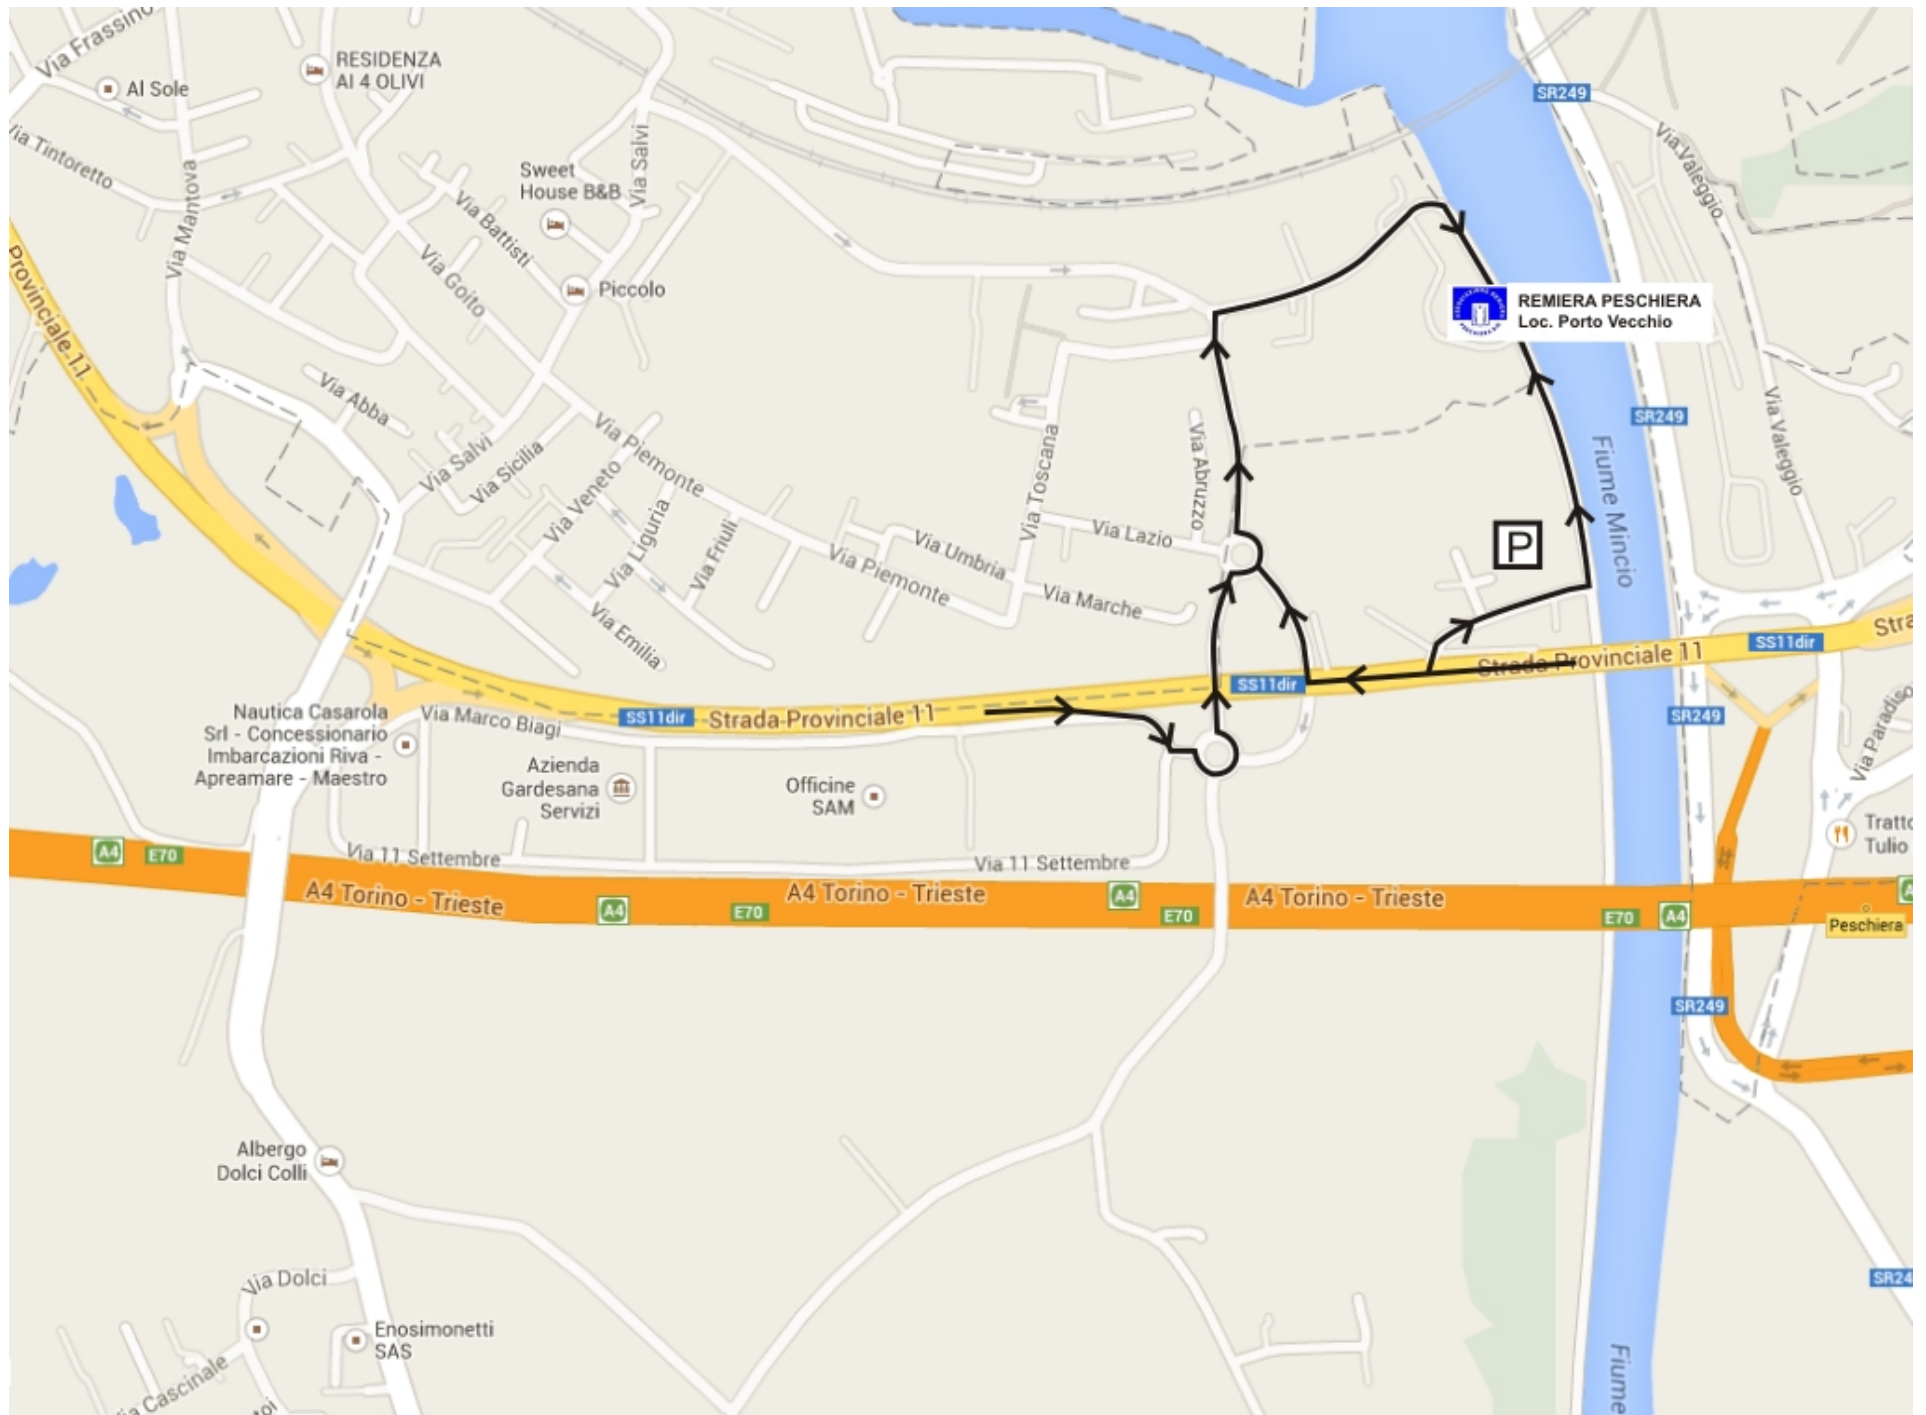 Via Frassino
RESIDENZA
AI 4 OLIVI
Al Sole
SR249
Via Tintoretto
Via Salvi
Via Valeggio
Sweet
House B&B
Via Mantova
Via Battisti
Provinciale 11
Via Goito
Piccolo
REMIERA PESCHIERA
Loc. Porto Vecchio
Via Abba
SR249
Via Valeggio
Via Salvi
Via Sicilia
Via Piemonte
Via Toscana
Via Abruzzo
Fiume Mincio
Via Veneto
Via Liguria
Via Friuli
Via Umbria
Via Lazio
P
Via Piemonte
Via Marche
Via Emilia
Strada Provinciale 11
SS11dir
Stra
SS11dir
Nautica Casarola
Srl - Concessionario
Imbarcazioni Riva -
Apreamare - Maestro
Via Marco Biagi
SS11dir
Strada Provinciale 11
SR249
Via Paradiso
Azienda
Gardesana
Servizi
Officine
SAM
Tratto
Tulio
A4
E70
Via 11 Settembre
Via 11 Settembre
A4 Torino - Trieste
A4
E70
A4 Torino - Trieste
A4
E70
A4 Torino - Trieste
E70
A4
Peschiera
SR249
Albergo
Dolci Colli
Via Dolci
SR24
Enosimonetti
SAS
Via Cascinale
Fiume